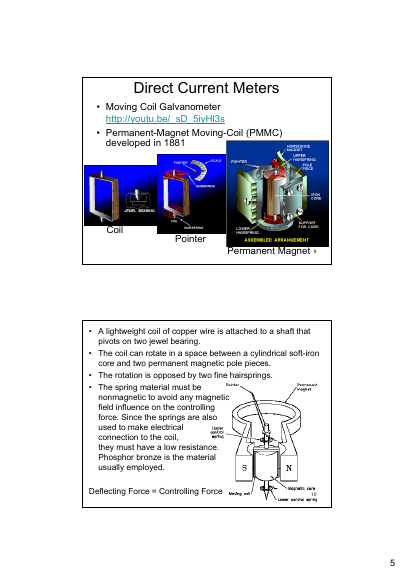 Direct Current Meters
• Moving Coil Galvanometer
http://youtu.be/_sD_5iyHl3s
• Permanent-Magnet Moving-Coil (PMMC)
developed in 1881
JEWEL BEARING
Coil
POINTER
SCALE
HAIRSPRING
COIL
HAIRSPRING
Pointer
HORSESHOE
MAGNET
UPPER
HAIRSPRING
POLE
PIECE
POINTER
IRON
CORE
SUPPORT
FOR CORE
LOWER
HAIRSPRING
ASSEMBLED ARRANGEMENT
Permanent Magnet
9
• A lightweight coil of copper wire is attached to a shaft that
pivots on two jewel bearing.
• The coil can rotate in a space between a cylindrical soft-iron
core and two permanent magnetic pole pieces.
• The rotation is opposed by two fine hairsprings.
• The spring material must be
nonmagnetic to avoid any magnetic
field influence on the controlling
force. Since the springs are also
used to make electrical
connection to the coil,
they must have a low resistance.
Phosphor bronze is the material
usually employed.
Deflecting Force = Controlling Force
Pointer
Permanent
magnet
Upper
control
spring
S
N
Moving coil
Magnetic core
Lower control spring
10
5